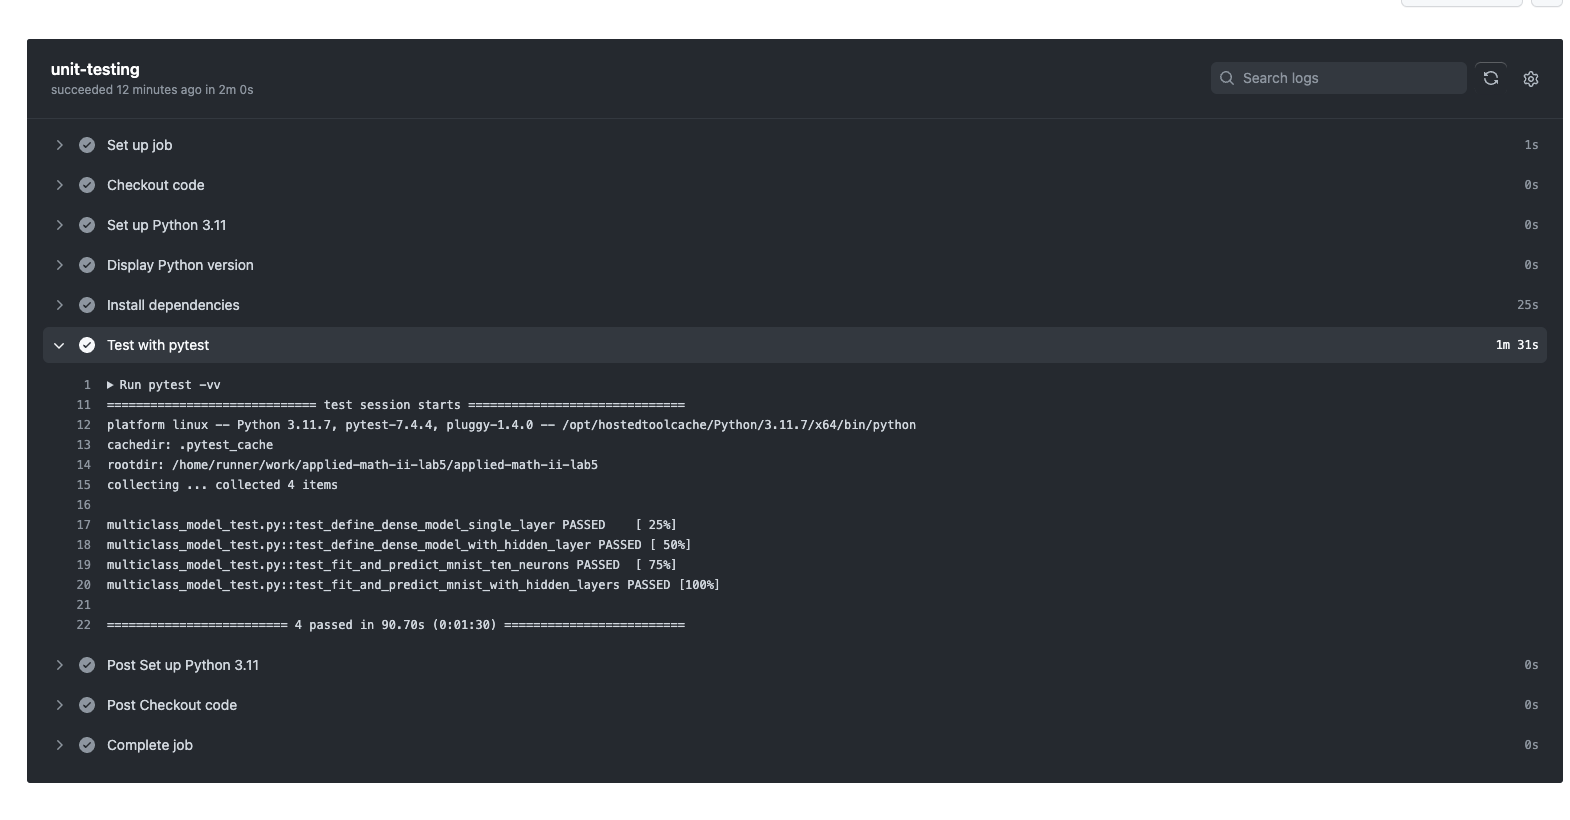 unit-testing
succeeded 12 minutes ago in 2m 0s
Search logs
Set up job 1s
Checkout code 0s
Set up Python 3.11 0s
Display Python version 0s
Install dependencies 25s
Test with pytest 1m 31s
1 Run pytest -vv
11 ============================= test session starts ==============================
12 platform linux -- Python 3.11.7, pytest-7.4.4, pluggy-1.4.0 -- /opt/hostedtoolcache/Python/3.11.7/x64/bin/python
13 cachedir: .pytest_cache
14 rootdir: /home/runner/work/applied-math-ii-lab5/applied-math-ii-lab5
15 collecting ... collected 4 items
16
17 multiclass_model_test.py::test_define_dense_model_single_layer PASSED    [ 25%]
18 multiclass_model_test.py::test_define_dense_model_with_hidden_layer PASSED [ 50%]
19 multiclass_model_test.py::test_fit_and_predict_mnist_ten_neurons PASSED  [ 75%]
20 multiclass_model_test.py::test_fit_and_predict_mnist_with_hidden_layers PASSED [100%]
21
22 ========================= 4 passed in 90.70s (0:01:30) =========================
Post Set up Python 3.11 0s
Post Checkout code 0s
Complete job 0s